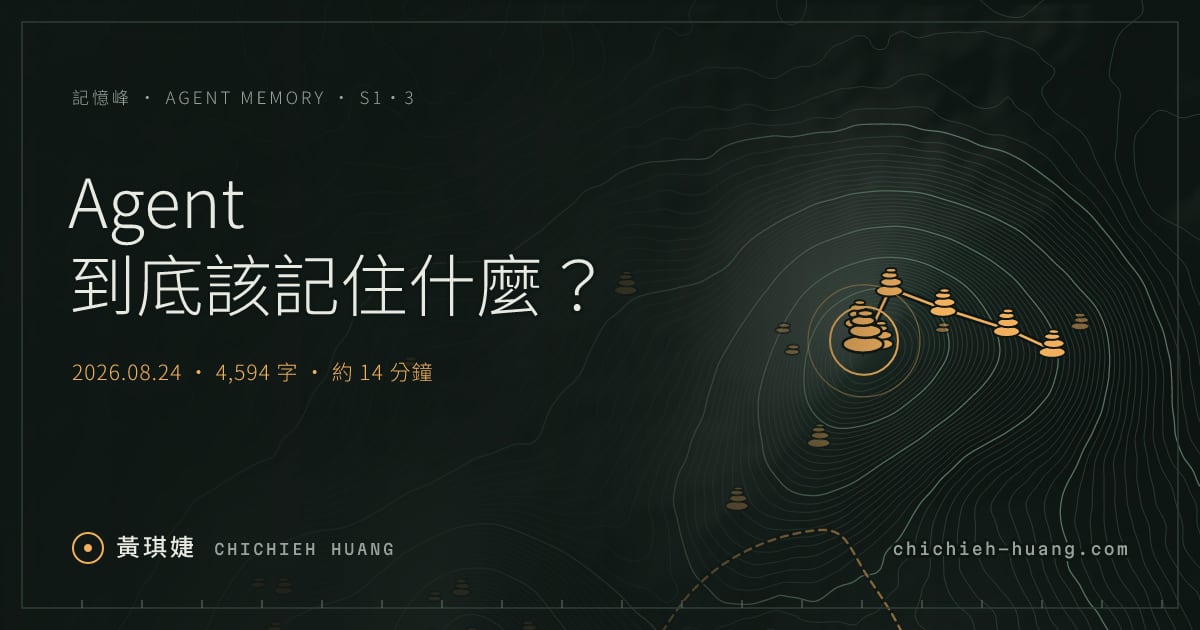 記憶峰 · AGENT MEMORY · S1·3
Agent
到底該記住什麼？
2026.08.24 · 4,594 字 · 約 14 分鐘
黃琪婕 CHICHIEH HUANG
chichieh-huang.com